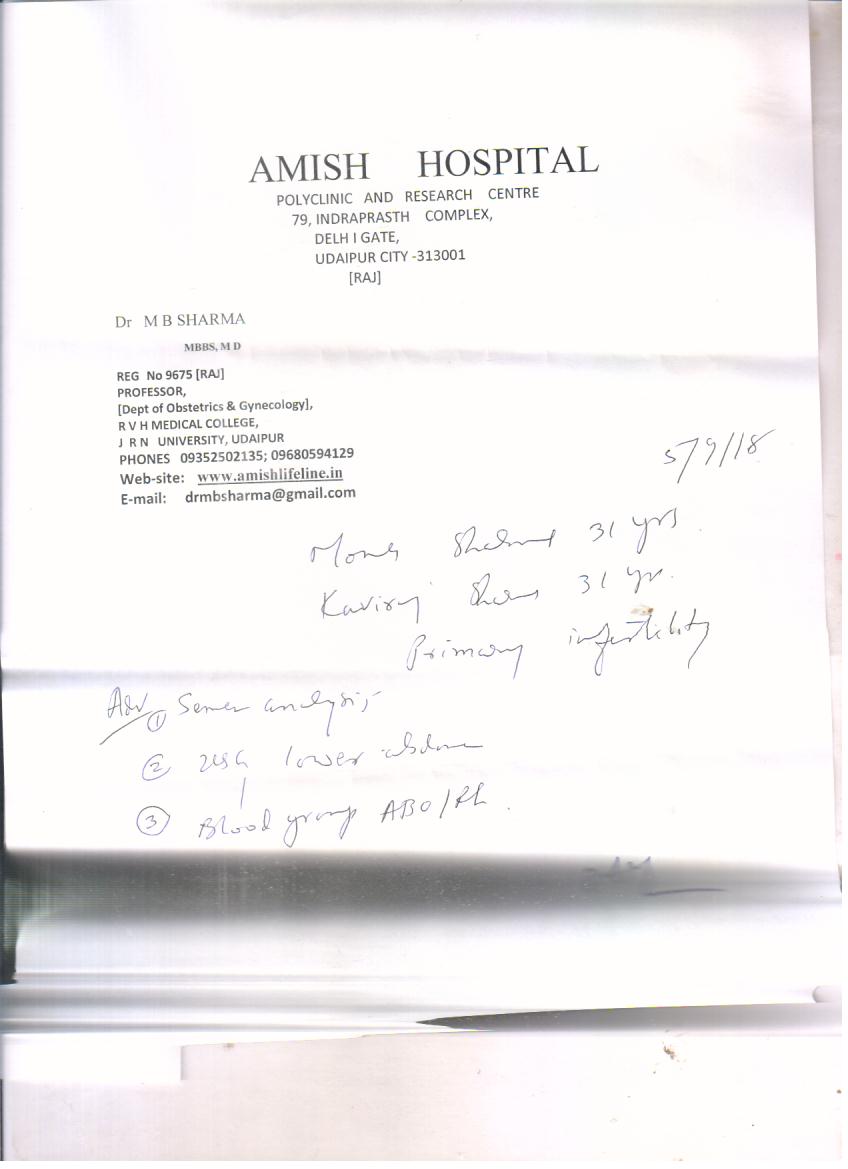 AMISH HOSPITAL
POLYCLINIC AND RESEARCH CENTRE
79, INDRAPRASTH COMPLEX,
DELH I GATE,
UDAIPUR CITY -313001
[RAJ]
Dr M B SHARMA
MBBS, M D
REG No 9675 [RAJ]
PROFESSOR,
[Dept of Obstetrics & Gynecology],
R V H MEDICAL COLLEGE,
J R N UNIVERSITY, UDAIPUR
PHONES 09352502135; 09680594129
Web-site: www.amishlifeline.in
E-mail: drmbsharma@gmail.com
5/9/18
31 yrs
Kaviraj 31 yr.
Primary infertility
Adv ① Semen analysis
② USG lower abdomen
③ Blood group ABO/Rh